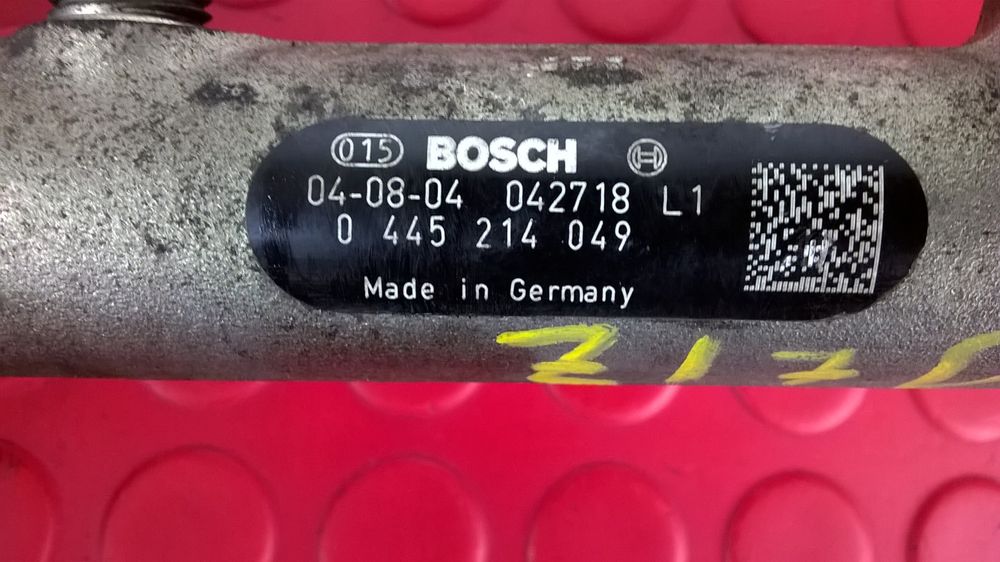 015 BOSCH
04-08-04 042718 L1
0 445 214 049
Made in Germany